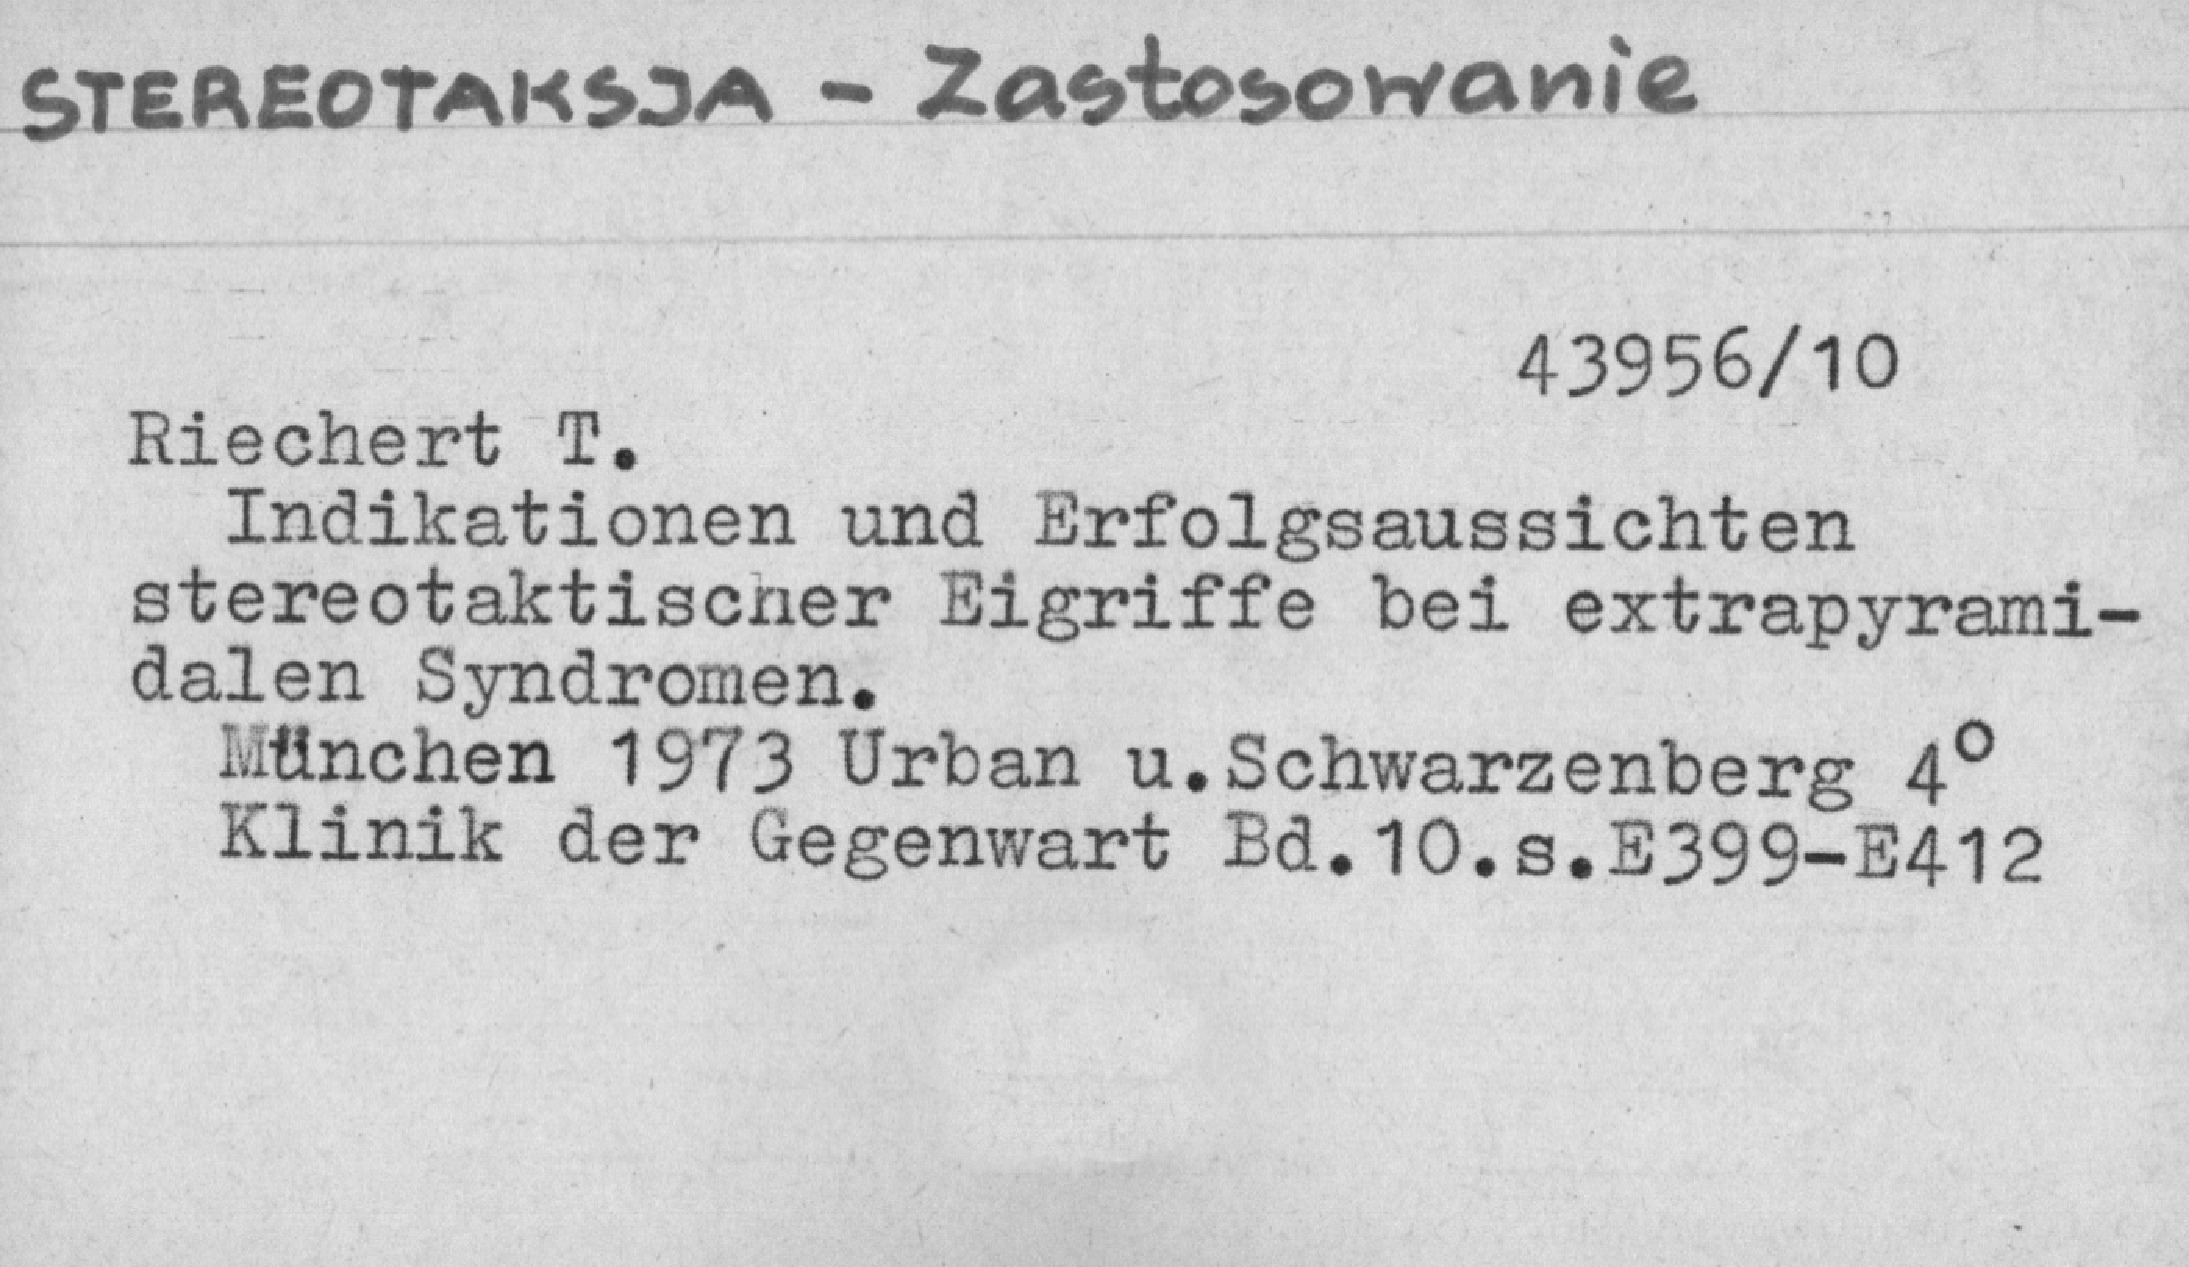 STEREOTAKSJA - Zastosowanie
43956/10
Riechert T.
Indikationen und Erfolgsaussichten
stereotaktischer Eigriffe bei extrapyrami-
dalen Syndromen.
München 1973 Urban u.Schwarzenberg 4°
Klinik der Gegenwart Bd.10.s.E399-E412